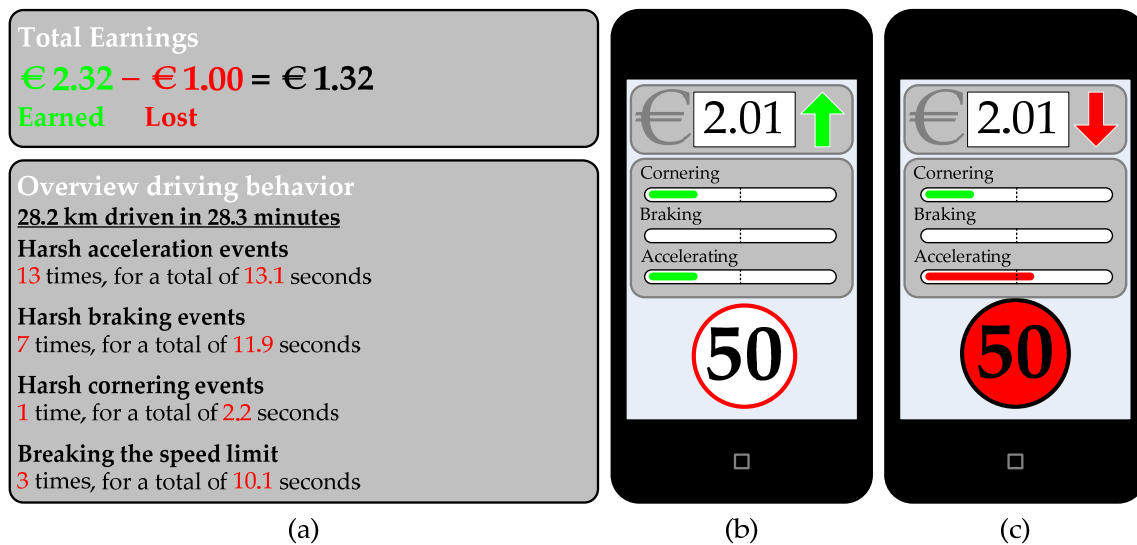 Total Earnings
€ 2.32 – € 1.00 = € 1.32
Earned Lost
Overview driving behavior
28.2 km driven in 28.3 minutes
Harsh acceleration events
13 times, for a total of 13.1 seconds
Harsh braking events
7 times, for a total of 11.9 seconds
Harsh cornering events
1 time, for a total of 2.2 seconds
Breaking the speed limit
3 times, for a total of 10.1 seconds
(a)
€ 2.01
Cornering
Braking
Accelerating
50
(b)
€ 2.01
Cornering
Braking
Accelerating
50
(c)